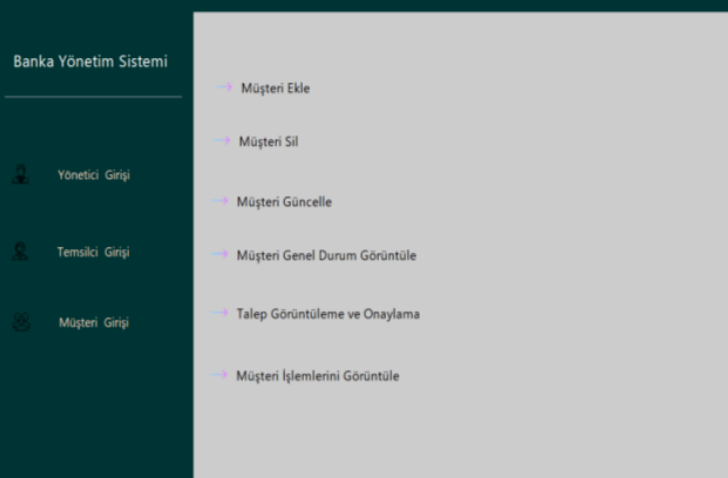 Banka Yönetim Sistemi
Yönetici Girişi
Temsilci Girişi
Müşteri Girişi
Müşteri Ekle
Müşteri Sil
Müşteri Güncelle
Müşteri Genel Durum Görüntüle
Talep Görüntüleme ve Onaylama
Müşteri İşlemlerini Görüntüle